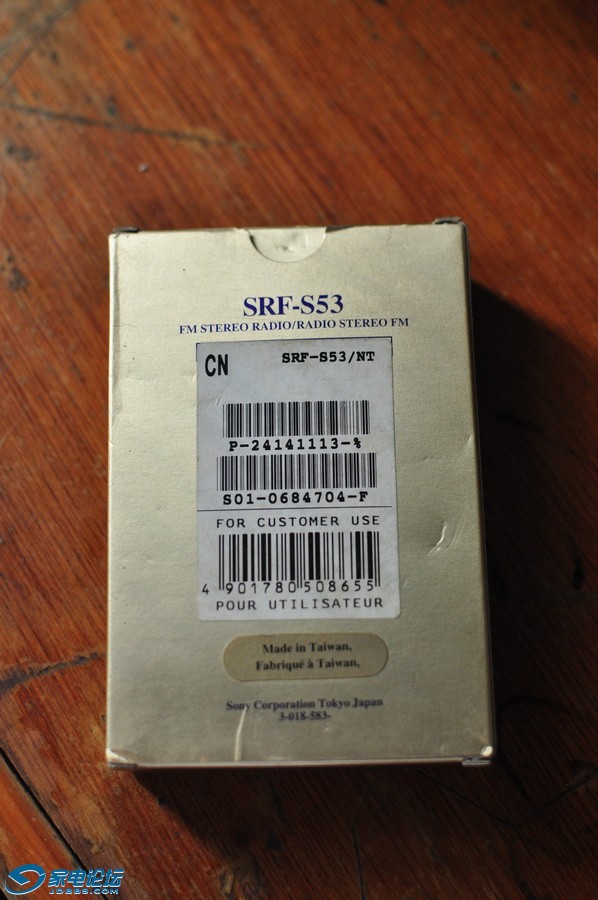 SRF-S53
FM STEREO RADIO/RADIO STEREO FM
CN SRF-S53/NT
P-24141113-%
S01-0684704-F
FOR CUSTOMER USE
4 901780 508655
POUR UTILISATEUR
Made in Taiwan,
Fabriqué à Taiwan,
Sony Corporation Tokyo Japan
3-018-583-
家电论坛
JDBBS.COM